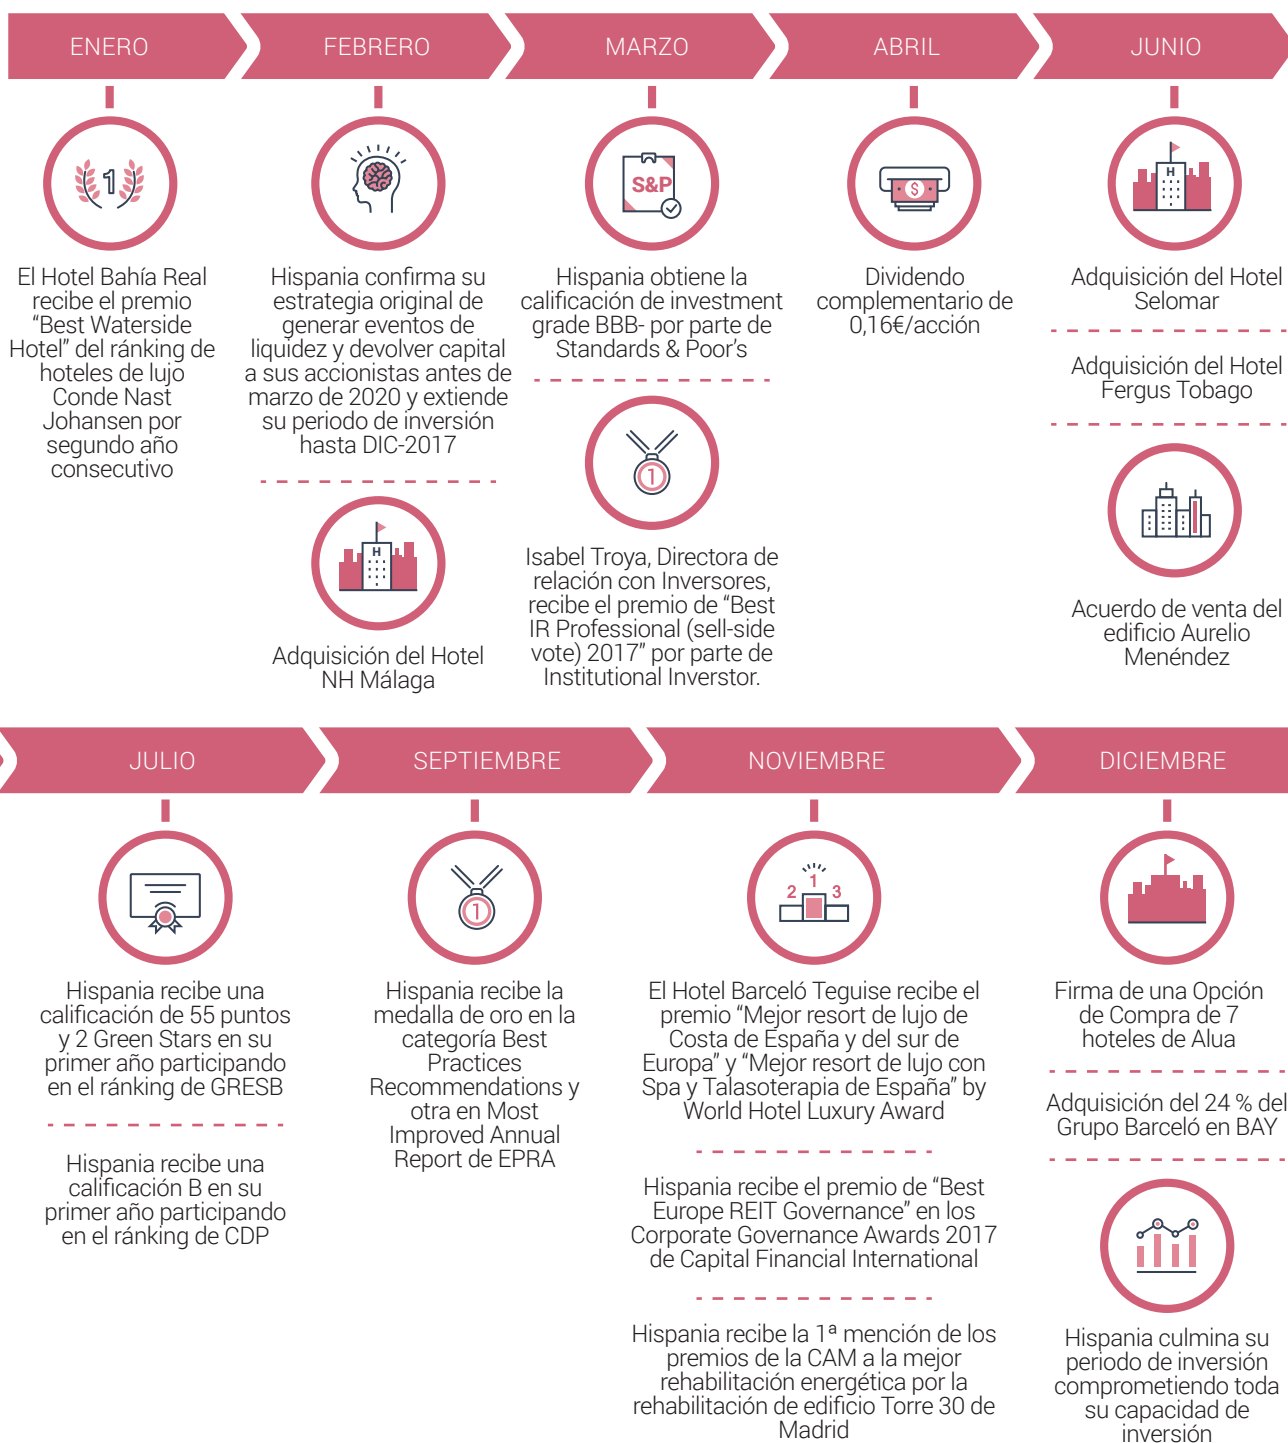 ENERO
FEBRERO
MARZO
ABRIL
JUNIO
1
El Hotel Bahía Real
recibe el premio
“Best Waterside
Hotel” del ránking de
hoteles de lujo
Conde Nast
Johansen por
segundo año
consecutivo
Hispania confirma su
estrategia original de
generar eventos de
liquídez y devolver capital
a sus accionistas antes de
marzo de 2020 y extiende
su periodo de inversión
hasta DIC-2017
H
Adquisición del Hotel
NH Málaga
S&P
Hispania obtiene la
calificación de investment
grade BBB- por parte de
Standards & Poor’s
1
Isabel Troya, Directora de
relación con Inversores,
recibe el premio de “Best
IR Professional (sell-side
vote) 2017” por parte de
Institutional Inverstor.
$
Dividendo
complementario de
0,16€/acción
H
Adquisición del Hotel
Selomar
Adquisición del Hotel
Fergus Tobago
Acuerdo de venta del
edificio Aurelio
Menéndez
JULIO
SEPTIEMBRE
NOVIEMBRE
DICIEMBRE
Hispania recibe una
calificación de 55 puntos
y 2 Green Stars en su
primer año participando
en el ránking de GRESB
Hispania recibe una
calificación B en su
primer año participando
en el ránking de CDP
1
Hispania recibe la
medalla de oro en la
categoría Best
Practices
Recommendations y
otra en Most
Improved Annual
Report de EPRA
2 1 3
El Hotel Barceló Teguise recibe el
premio “Mejor resort de lujo de
Costa de España y del sur de
Europa” y “Mejor resort de lujo con
Spa y Talasoterapia de España” by
World Hotel Luxury Award
Hispania recibe el premio de “Best
Europe REIT Governance” en los
Corporate Governance Awards 2017
de Capital Financial International
Hispania recibe la 1ª mención de los
premios de la CAM a la mejor
rehabilitación energética por la
rehabilitación de edificio Torre 30 de
Madrid
Firma de una Opción
de Compra de 7
hoteles de Alua
Adquisición del 24 % del
Grupo Barceló en BAY
Hispania culmina su
periodo de inversión
comprometiendo toda
su capacidad de
inversión